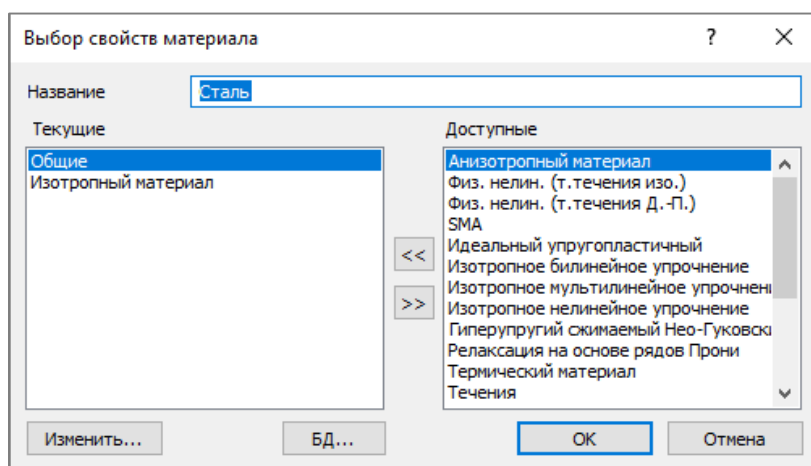 Выбор свойств материала
?
Название
Сталь
Текущие
Доступные
Общие
Изотропный материал
Анизотропный материал
Физ. нелин. (т.течения изо.)
Физ. нелин. (т.течения Д.-П.)
SMA
Идеальный упругопластичный
Изотропное билинейное упрочнение
Изотропное мультилинейное упрочнени
Изотропное нелинейное упрочнение
Гиперупругий сжимаемый Нео-Гуковски
Релаксация на основе рядов Прони
Термический материал
Течения
<<
>>
Изменить...
БД...
ОК
Отмена